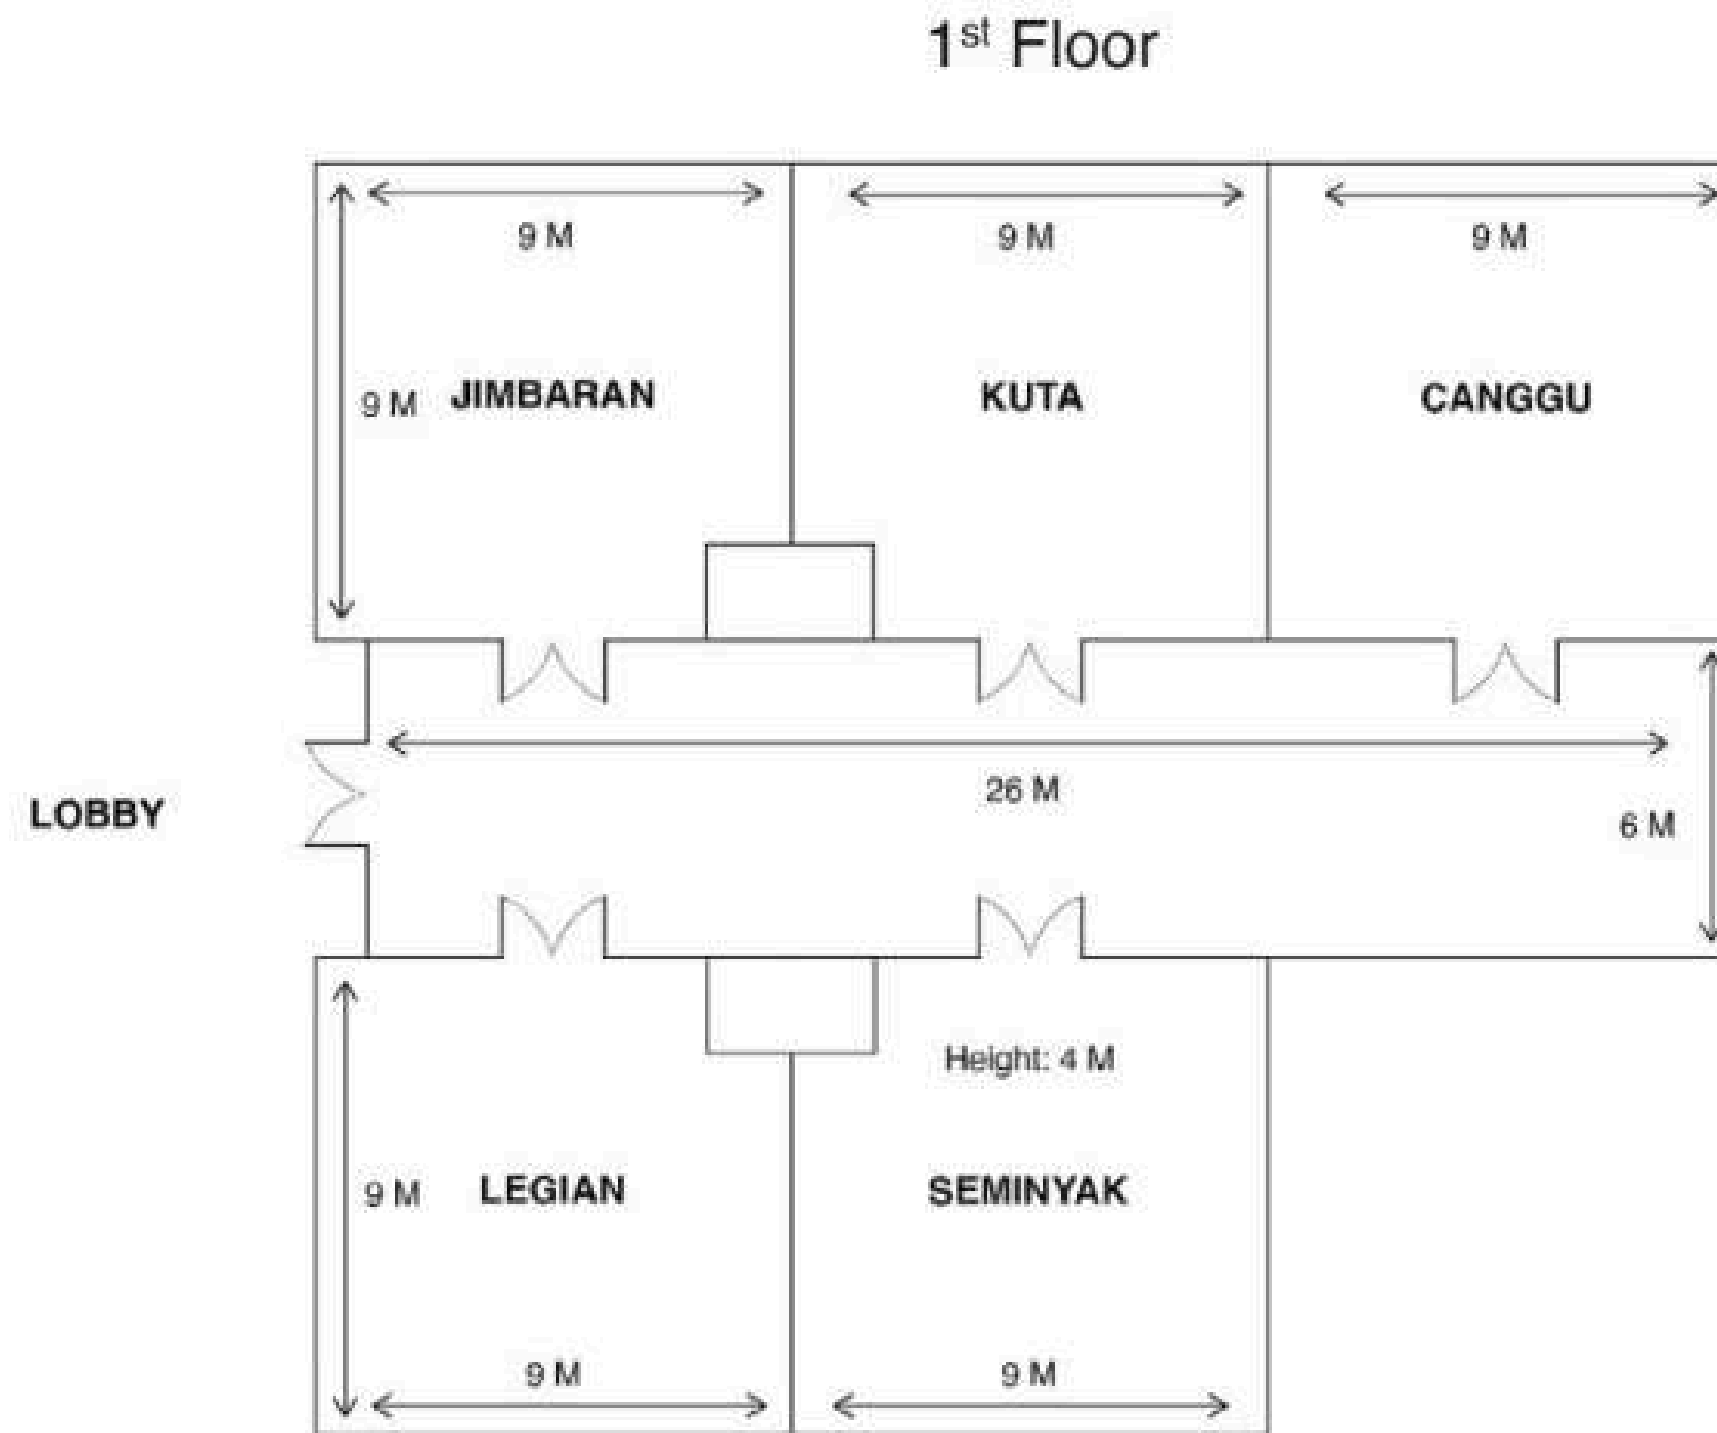 1st Floor
9 M
9 M
9 M
9 M
JIMBARAN
KUTA
CANGGU
26 M
LOBBY
6 M
Height: 4 M
9 M
LEGIAN
SEMINYAK
9 M
9 M